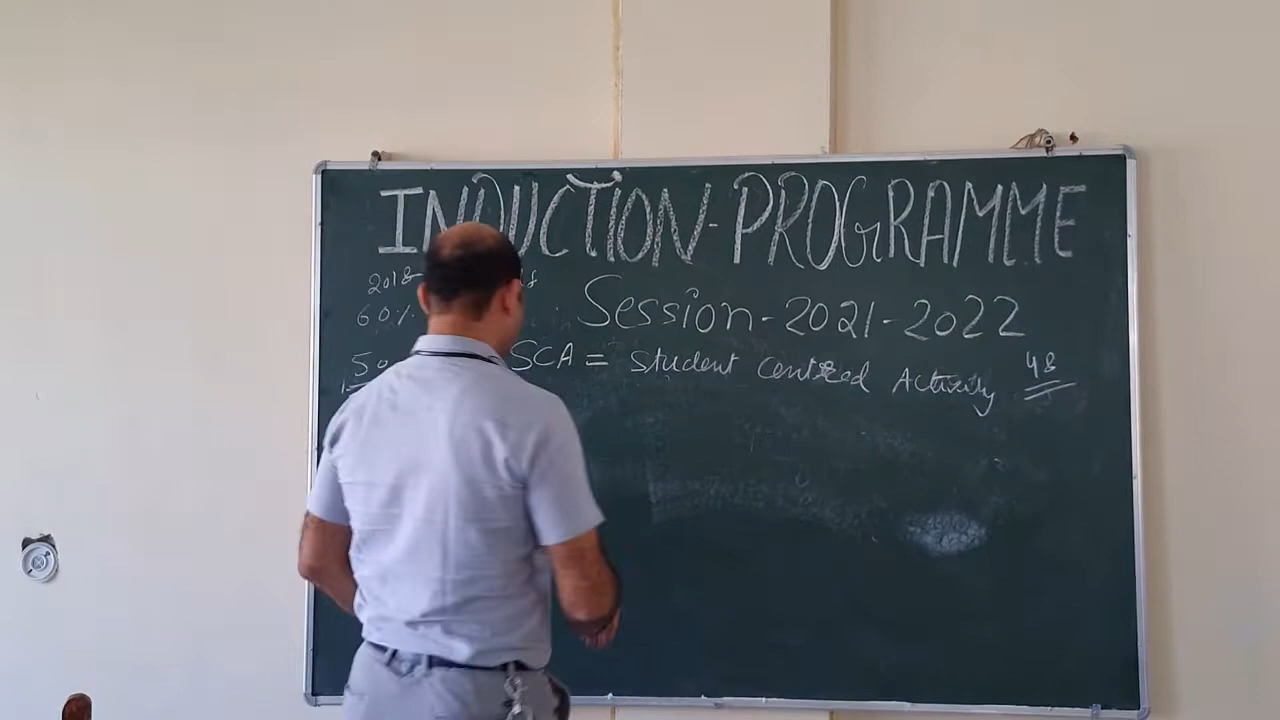 INDUCTION-PROGRAMME
2018
60%
Session-2021-2022
50
SCA = Student Centred Activity 48